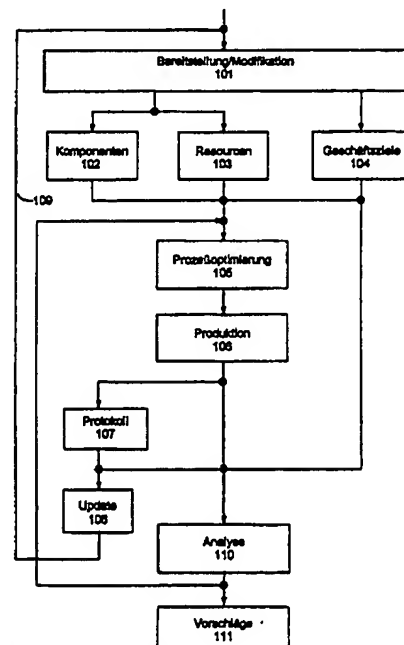 Bereitstellung/Modifikation
101
Komponenten
102
Resourcen
103
Geschäftsziele
104
109
Prozeßoptimierung
105
Produktion
106
Protokoll
107
Update
108
Analyse
110
Vorschläge
111